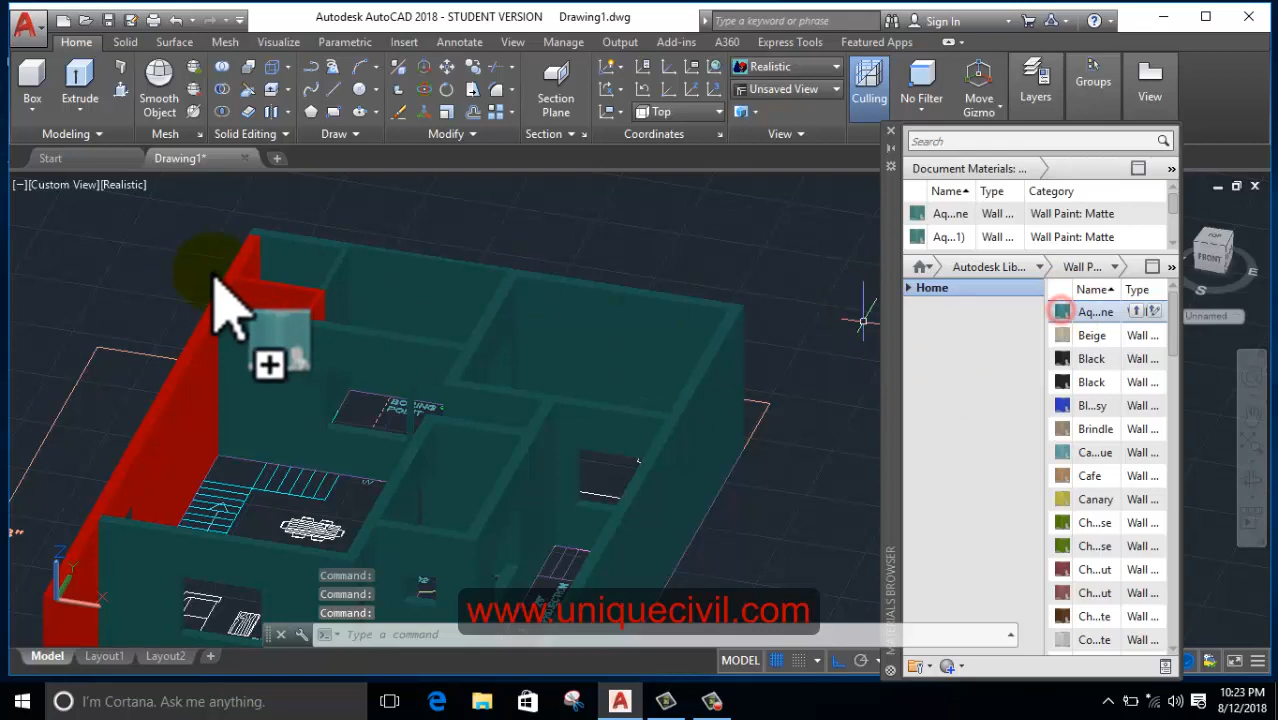 Autodesk AutoCAD 2018 - STUDENT VERSION Drawing1.dwg
Type a keyword or phrase
Sign In
Home Solid Surface Mesh Visualize Parametric Insert Annotate View Manage Output Add-ins A360 Express Tools Featured Apps
Box
Extrude
Smooth
Object
Section
Plane
Realistic
Unsaved View
Top
Culling
No Filter
Move
Gizmo
Layers
Groups
View
Modeling
Mesh
Solid Editing
Draw
Modify
Section
Coordinates
View
Selection
Start
Drawing1*
[−][Custom View][Realistic]
Search
Document Materials: ...
Name Type Category
Aq...ne Wall ... Wall Paint: Matte
Aq...1) Wall ... Wall Paint: Matte
Autodesk Lib...
Wall P...
Home
Name Type
Aq...ne
Beige Wall ...
Black Wall ...
Black Wall ...
Bl...sy Wall ...
Brindle Wall ...
Ca...ue Wall ...
Cafe Wall ...
Canary Wall ...
Ch...se Wall ...
Ch...se Wall ...
Ch...ut Wall ...
Ch...ut Wall ...
Ch...te Wall ...
Co...te Wall ...
MATERIALS BROWSER
TOP
FRONT
E
S
Unnamed
BORING
POINT
Z
Y
X
Command:
Command:
Command:
Type a command
www.uniquecivil.com
Model Layout1 Layout2
MODEL
I'm Cortana. Ask me anything.
10:23 PM
8/12/2018